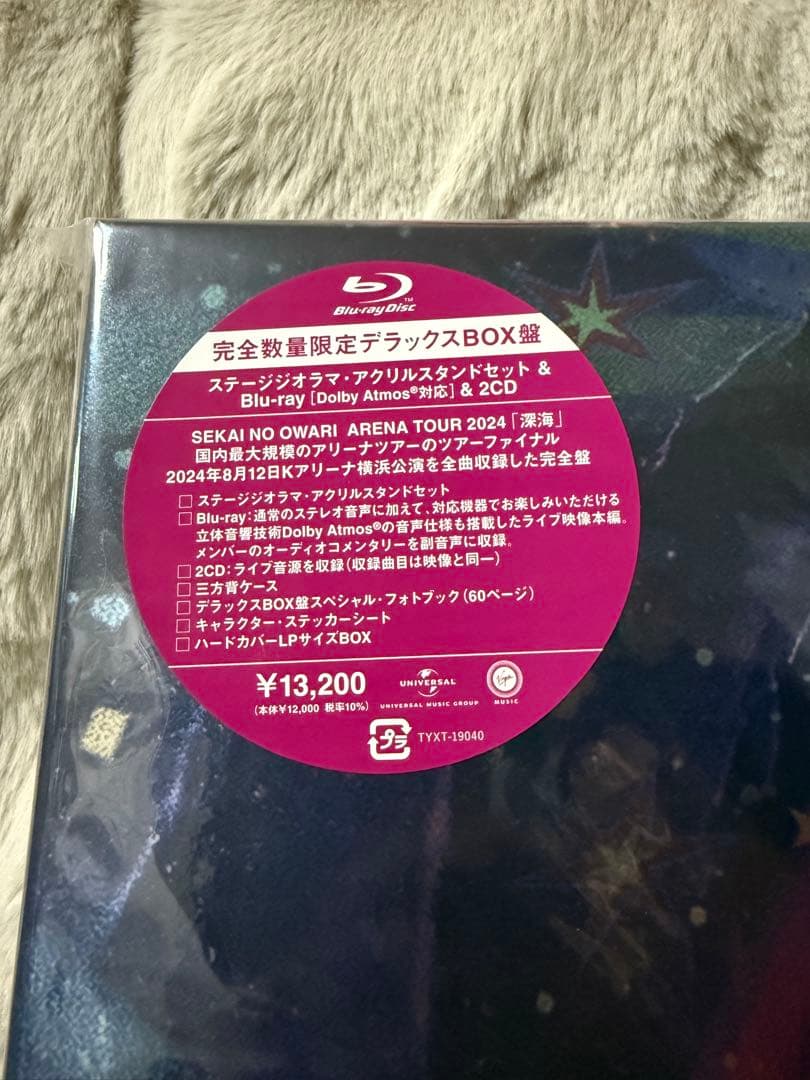 Blu-ray Disc™
完全数量限定デラックスBOX盤
ステージジオラマ・アクリルスタンドセット &
Blu-ray [Dolby Atmos®対応] & 2CD
SEKAI NO OWARI ARENA TOUR 2024「深海」
国内最大規模のアリーナツアーのツアーファイナル
2024年8月12日Kアリーナ横浜公演を全曲収録した完全盤
□ ステージジオラマ・アクリルスタンドセット
□ Blu-ray：通常のステレオ音声に加えて、対応機器でお楽しみいただける
立体音響技術Dolby Atmos®の音声仕様も搭載したライブ映像本編。
メンバーのオーディオコメンタリーを副音声に収録。
□ 2CD：ライブ音源を収録（収録曲目は映像と同一）
□ 三方背ケース
□ デラックスBOX盤スペシャル・フォトブック（60ページ）
□ キャラクター・ステッカーシート
□ ハードカバーLPサイズBOX
¥13,200
（本体¥12,000 税率10%）
UNIVERSAL
UNIVERSAL MUSIC GROUP
Virgin
MUSIC
プラ
TYXT-19040